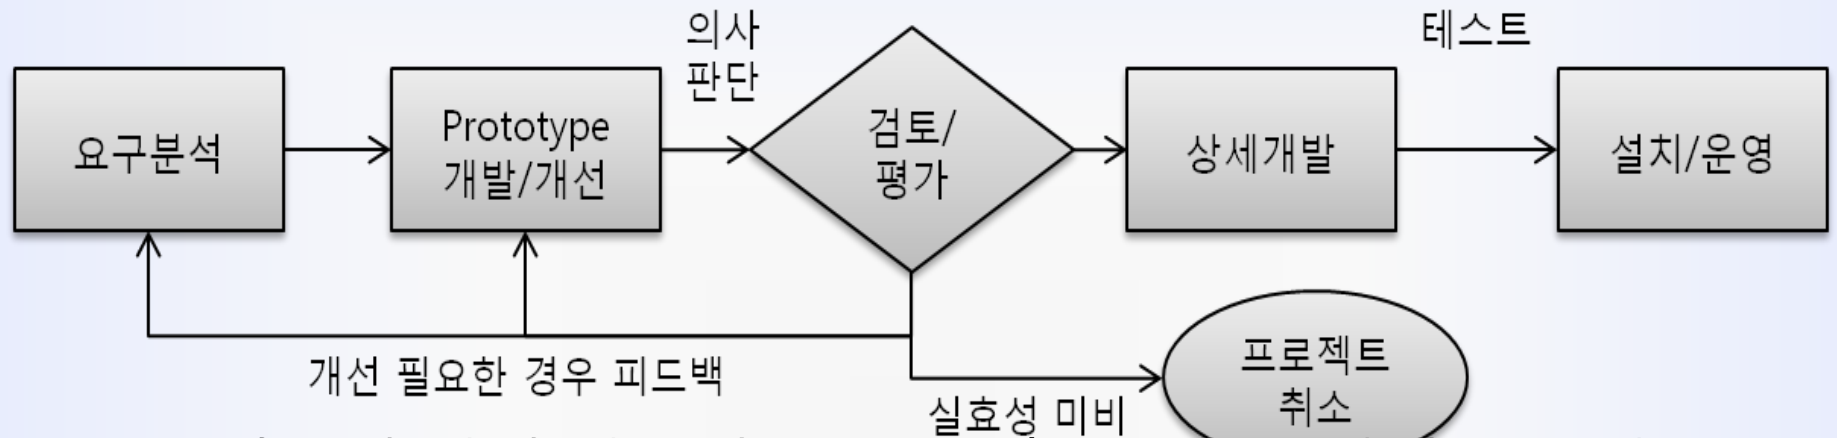 요구분석
Prototype
개발/개선
의사
판단
검토/
평가
상세개발
테스트
설치/운영
개선 필요한 경우 피드백
실효성 미비
프로젝트
취소